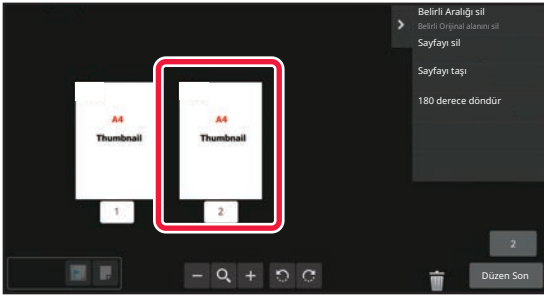 Belirli Aralığı sil
Belirli Orijinal alanını sil
Sayfayı sil
Sayfayı taşı
180 derece döndür
A4
Thumbnail
A4
Thumbnail
1
2
2
Düzen Son